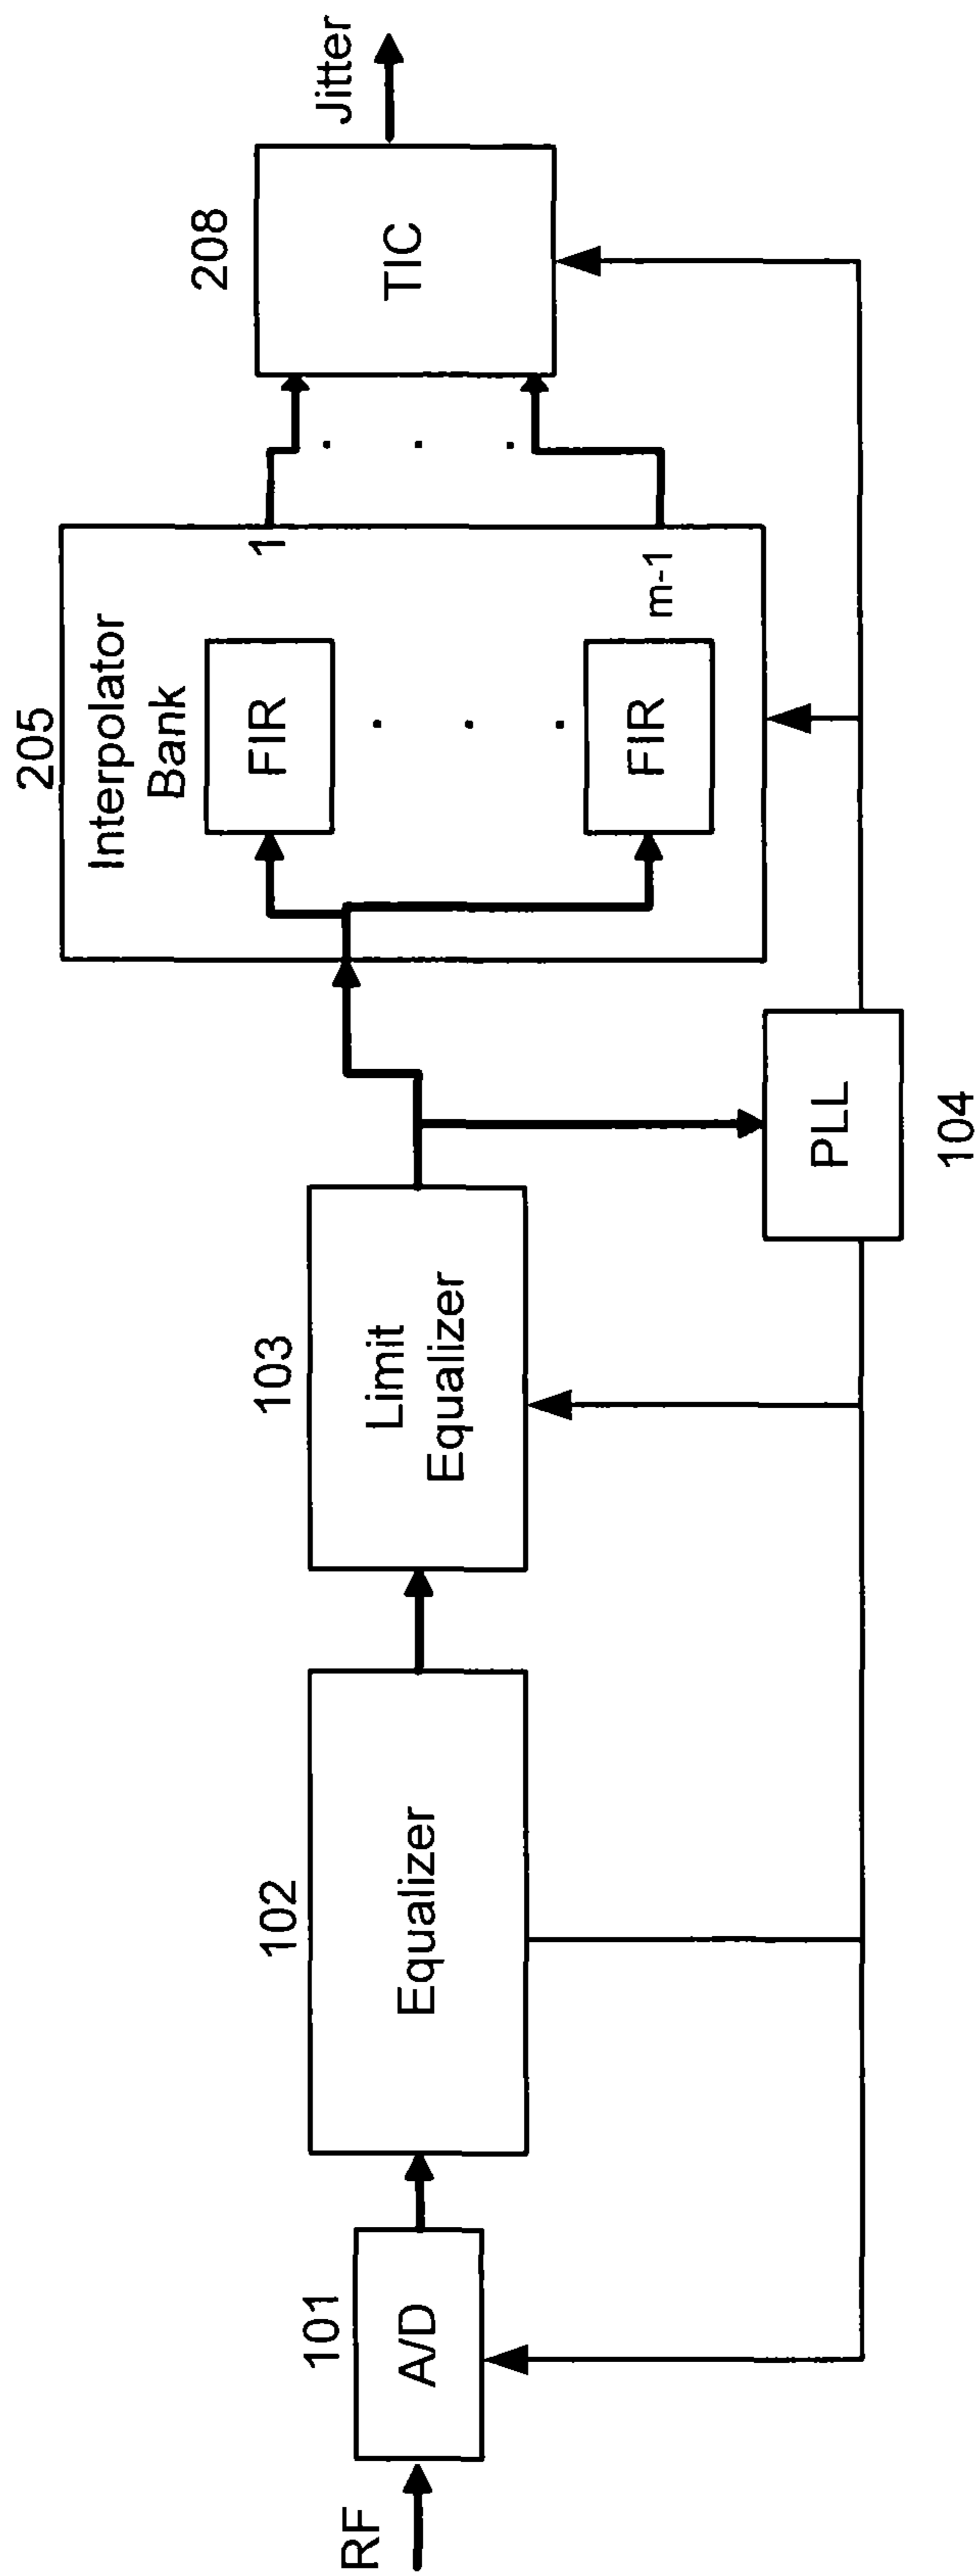 RF
101
A/D
102
Equalizer
103
Limit
Equalizer
104
PLL
205
Interpolator
Bank
FIR
1
. . .
FIR
m-1
. . .
208
TIC
Jitter